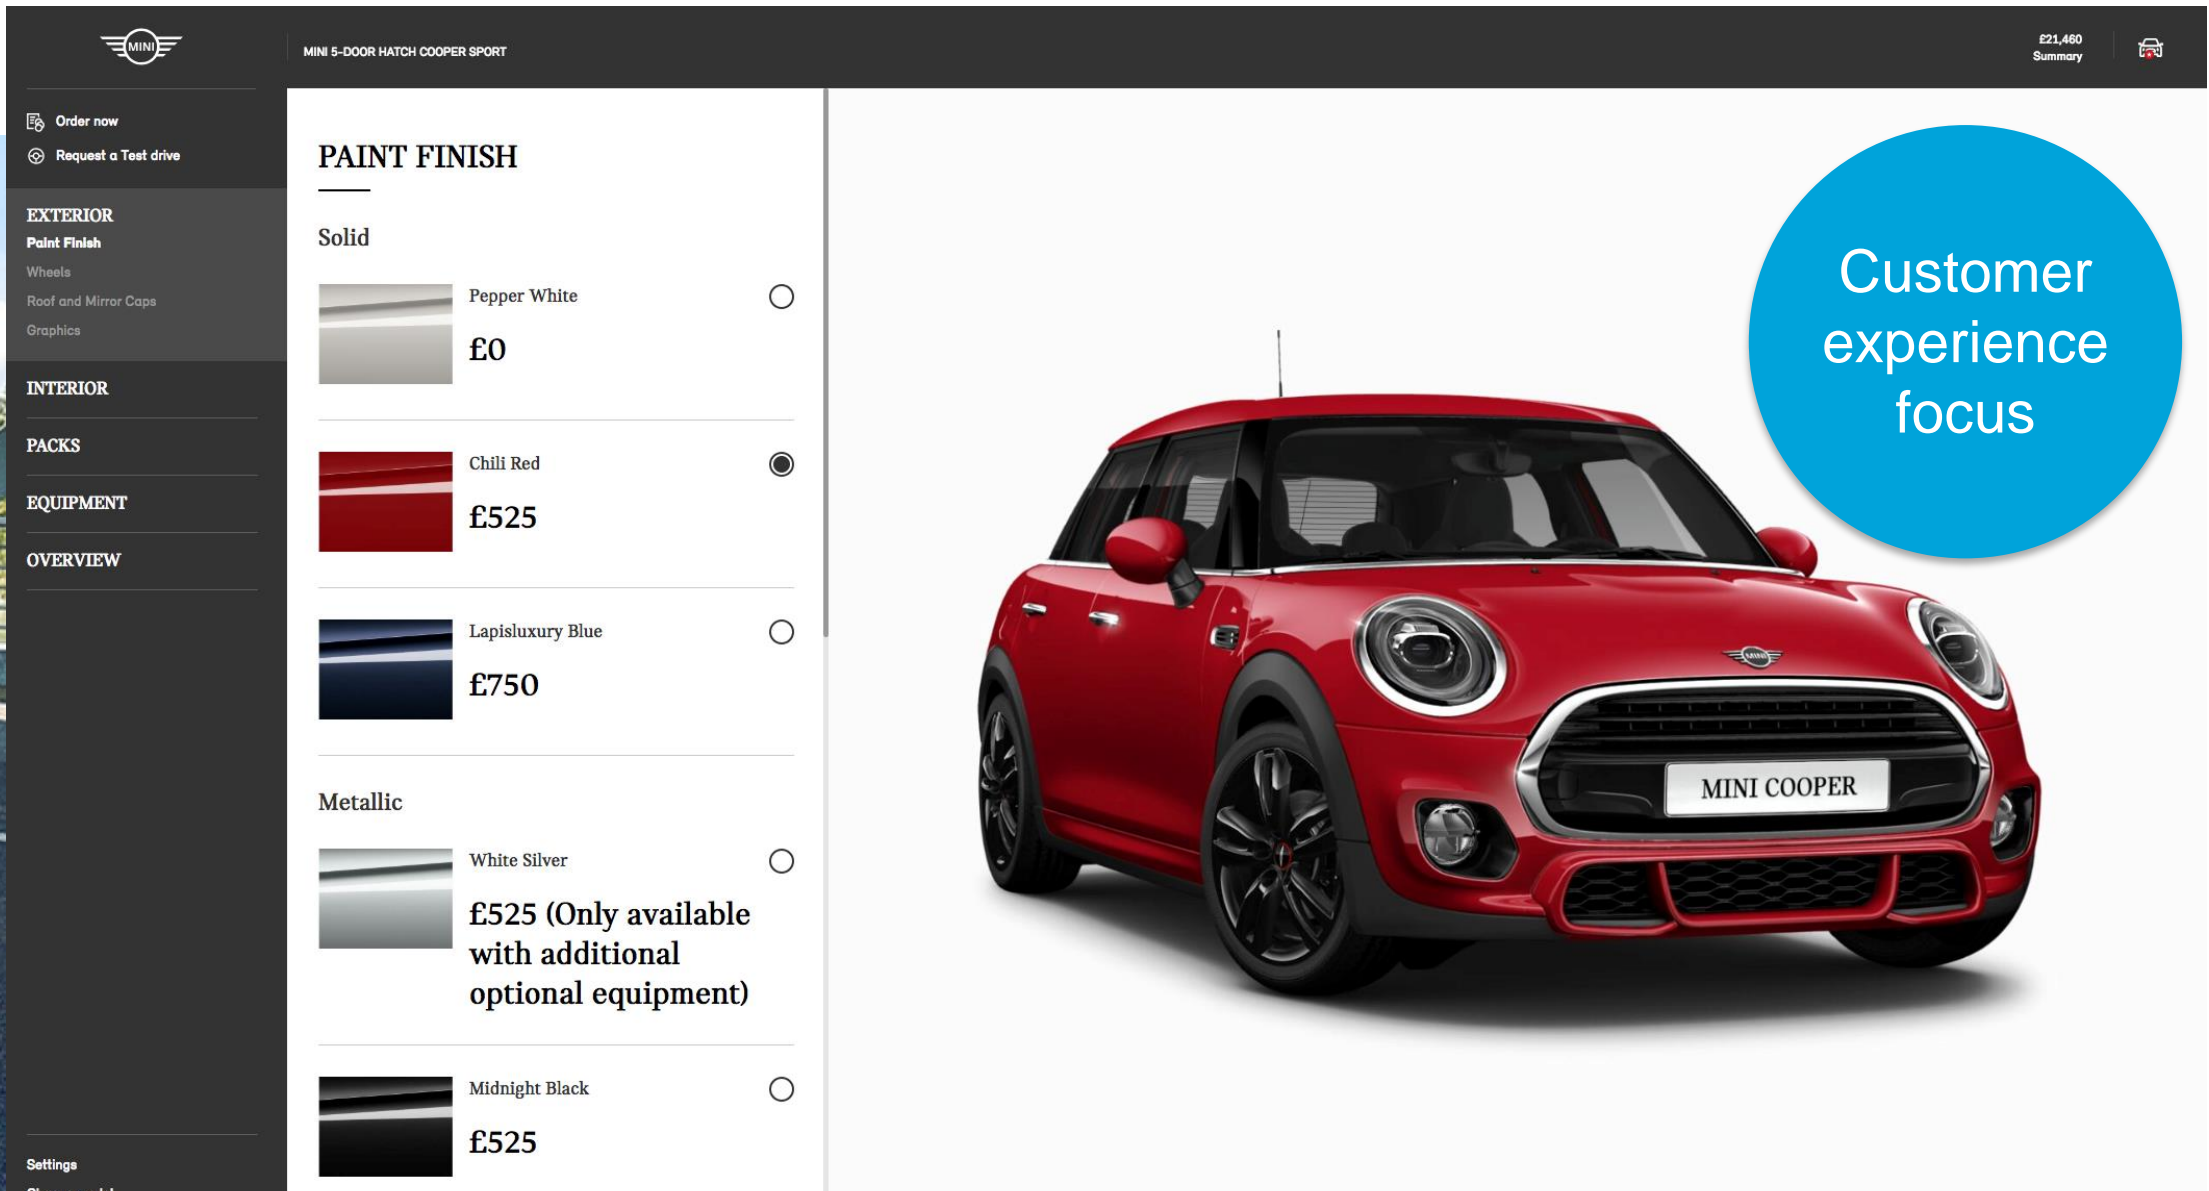 MINI
MINI 5-DOOR HATCH COOPER SPORT
£21,460
Summary
Order now
Request a Test drive
EXTERIOR
Paint Finish
Wheels
Roof and Mirror Caps
Graphics
INTERIOR
PACKS
EQUIPMENT
OVERVIEW
Settings
PAINT FINISH
Solid
Pepper White
£0
Chili Red
£525
Lapisluxury Blue
£750
Metallic
White Silver
£525 (Only available
with additional
optional equipment)
Midnight Black
£525
Customer
experience
focus
MINI
MINI COOPER